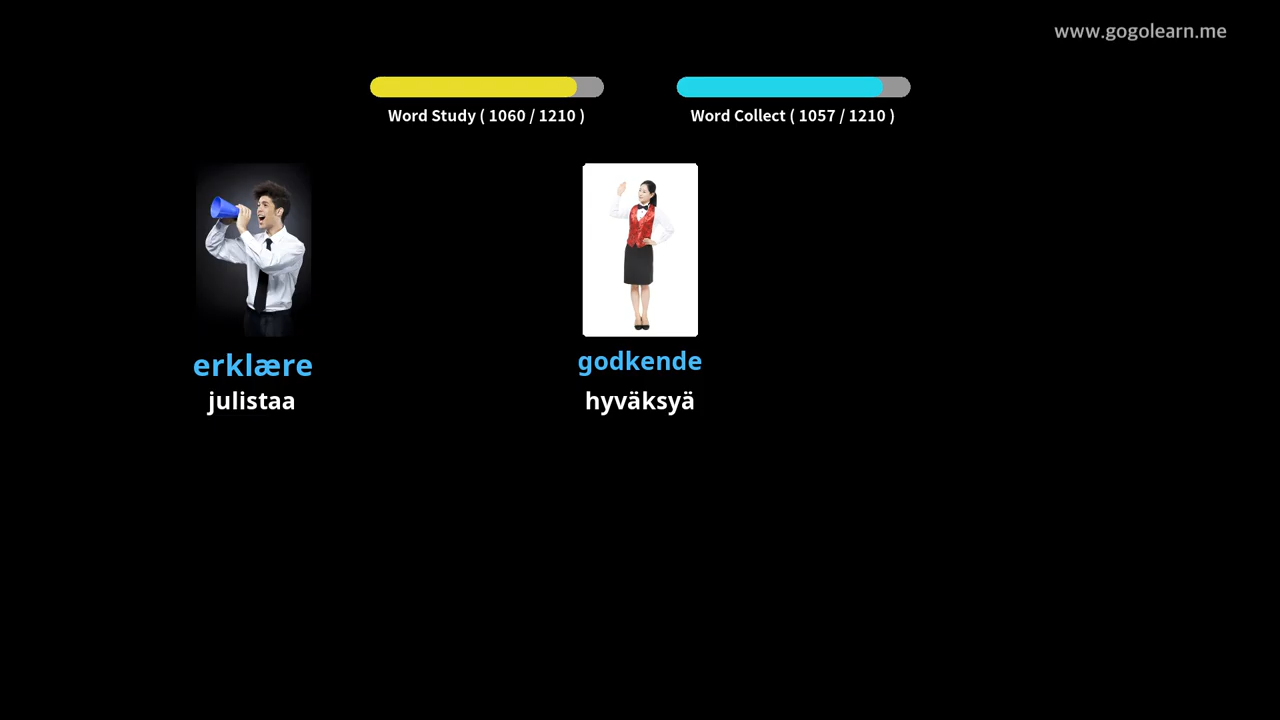 www.gogolearn.me
Word Study ( 1060 / 1210 )
Word Collect ( 1057 / 1210 )
erklære
julistaa
godkende
hyväksyä